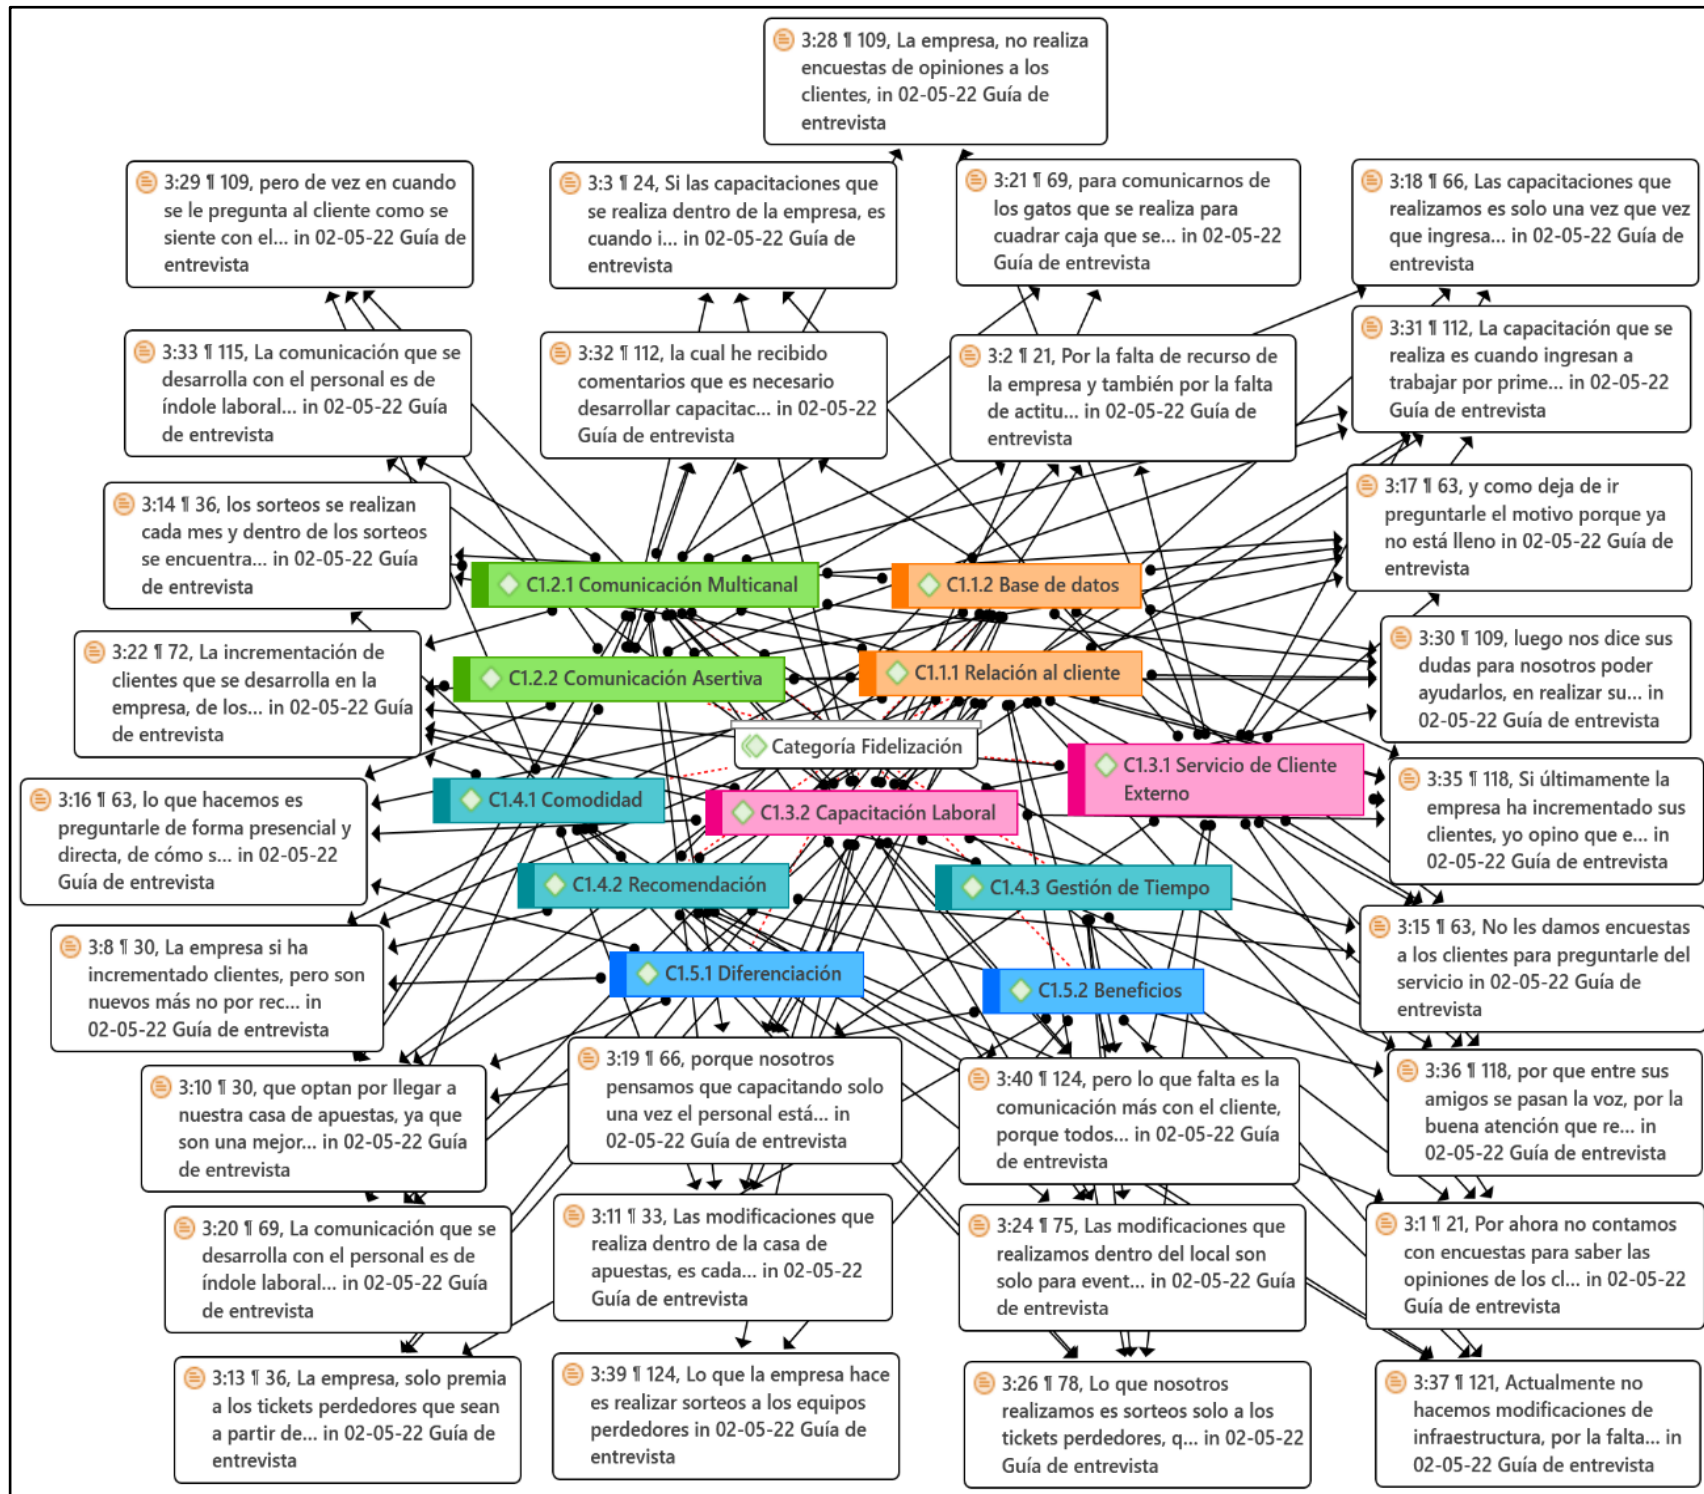 3:28 ¶ 109, La empresa, no realiza
encuestas de opiniones a los
clientes, in 02-05-22 Guía de
entrevista
3:29 ¶ 109, pero de vez en cuando
se le pregunta al cliente como se
siente con el... in 02-05-22 Guía de
entrevista
3:3 ¶ 24, Si las capacitaciones que
se realiza dentro de la empresa, es
cuando i... in 02-05-22 Guía de
entrevista
3:21 ¶ 69, para comunicarnos de
los gatos que se realiza para
cuadrar caja que se... in 02-05-22
Guía de entrevista
3:18 ¶ 66, Las capacitaciones que
realizamos es solo una vez que vez
que ingresa... in 02-05-22 Guía de
entrevista
3:33 ¶ 115, La comunicación que se
desarrolla con el personal es de
índole laboral... in 02-05-22 Guía
de entrevista
3:32 ¶ 112, la cual he recibido
comentarios que es necesario
desarrollar capacitac... in 02-05-22
Guía de entrevista
3:2 ¶ 21, Por la falta de recurso de
la empresa y también por la falta
de actitu... in 02-05-22 Guía de
entrevista
3:31 ¶ 112, La capacitación que se
realiza es cuando ingresan a
trabajar por prime... in 02-05-22
Guía de entrevista
3:14 ¶ 36, los sorteos se realizan
cada mes y dentro de los sorteos
se encuentra... in 02-05-22 Guía
de entrevista
3:17 ¶ 63, y como deja de ir
preguntarle el motivo porque ya
no está lleno in 02-05-22 Guía de
entrevista
C1.2.1 Comunicación Multicanal
C1.1.2 Base de datos
3:22 ¶ 72, La incrementación de
clientes que se desarrolla en la
empresa, de los... in 02-05-22 Guía
de entrevista
C1.2.2 Comunicación Asertiva
C1.1.1 Relación al cliente
3:30 ¶ 109, luego nos dice sus
dudas para nosotros poder
ayudarlos, en realizar su... in
02-05-22 Guía de entrevista
Categoría Fidelización
C1.3.1 Servicio de Cliente
Externo
3:16 ¶ 63, lo que hacemos es
preguntarle de forma presencial y
directa, de cómo s... in 02-05-22
Guía de entrevista
C1.4.1 Comodidad
C1.3.2 Capacitación Laboral
3:35 ¶ 118, Si últimamente la
empresa ha incrementado sus
clientes, yo opino que e... in
02-05-22 Guía de entrevista
C1.4.2 Recomendación
C1.4.3 Gestión de Tiempo
3:8 ¶ 30, La empresa si ha
incrementado clientes, pero son
nuevos más no por rec... in
02-05-22 Guía de entrevista
C1.5.1 Diferenciación
C1.5.2 Beneficios
3:15 ¶ 63, No les damos encuestas
a los clientes para preguntarle del
servicio in 02-05-22 Guía de
entrevista
3:10 ¶ 30, que optan por llegar a
nuestra casa de apuestas, ya que
son una mejor... in 02-05-22 Guía
de entrevista
3:19 ¶ 66, porque nosotros
pensamos que capacitando solo
una vez el personal está... in
02-05-22 Guía de entrevista
3:40 ¶ 124, pero lo que falta es la
comunicación más con el cliente,
porque todos... in 02-05-22 Guía
de entrevista
3:36 ¶ 118, por que entre sus
amigos se pasan la voz, por la
buena atención que re... in
02-05-22 Guía de entrevista
3:20 ¶ 69, La comunicación que se
desarrolla con el personal es de
índole laboral... in 02-05-22 Guía
de entrevista
3:11 ¶ 33, Las modificaciones que
realiza dentro de la casa de
apuestas, es cada... in 02-05-22
Guía de entrevista
3:24 ¶ 75, Las modificaciones que
realizamos dentro del local son
solo para event... in 02-05-22 Guía
de entrevista
3:1 ¶ 21, Por ahora no contamos
con encuestas para saber las
opiniones de los cl... in 02-05-22
Guía de entrevista
3:13 ¶ 36, La empresa, solo premia
a los tickets perdedores que sean
a partir de... in 02-05-22 Guía de
entrevista
3:39 ¶ 124, Lo que la empresa hace
es realizar sorteos a los equipos
perdedores in 02-05-22 Guía de
entrevista
3:26 ¶ 78, Lo que nosotros
realizamos es sorteos solo a los
tickets perdedores, q... in 02-05-22
Guía de entrevista
3:37 ¶ 121, Actualmente no
hacemos modificaciones de
infraestructura, por la falta... in
02-05-22 Guía de entrevista